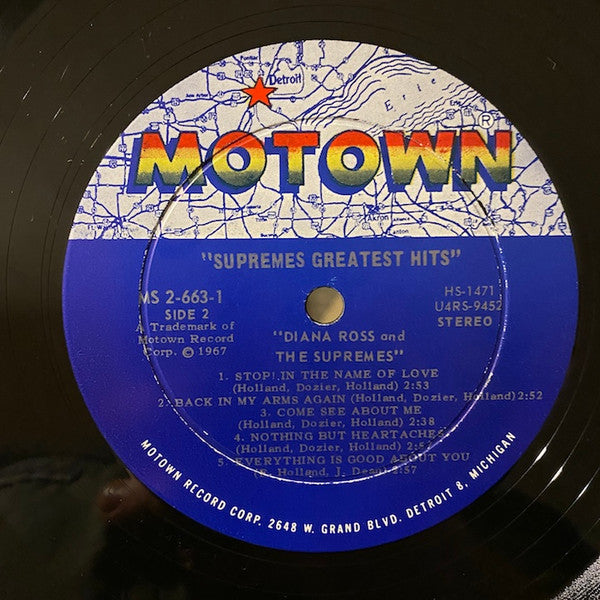 Detroit
Erie
MOTOWN®
Akron
"SUPREMES GREATEST HITS"
MS 2-663-1
SIDE 2
A Trademark of
Motown Record
Corp. © 1967
HS-1471
U4RS-9452
STEREO
"DIANA ROSS and
THE SUPREMES"
1. STOP! IN THE NAME OF LOVE
(Holland, Dozier, Holland) 2:53
2. BACK IN MY ARMS AGAIN (Holland, Dozier, Holland) 2:52
3. COME SEE ABOUT ME
(Holland, Dozier, Holland) 2:38
4. NOTHING BUT HEARTACHES
(Holland, Dozier, Holland)
5. EVERYTHING IS GOOD ABOUT YOU
Holland, J. Dean) 2:57
MOTOWN RECORD CORP. 2648 W. GRAND BLVD. DETROIT 8, MICHIGAN